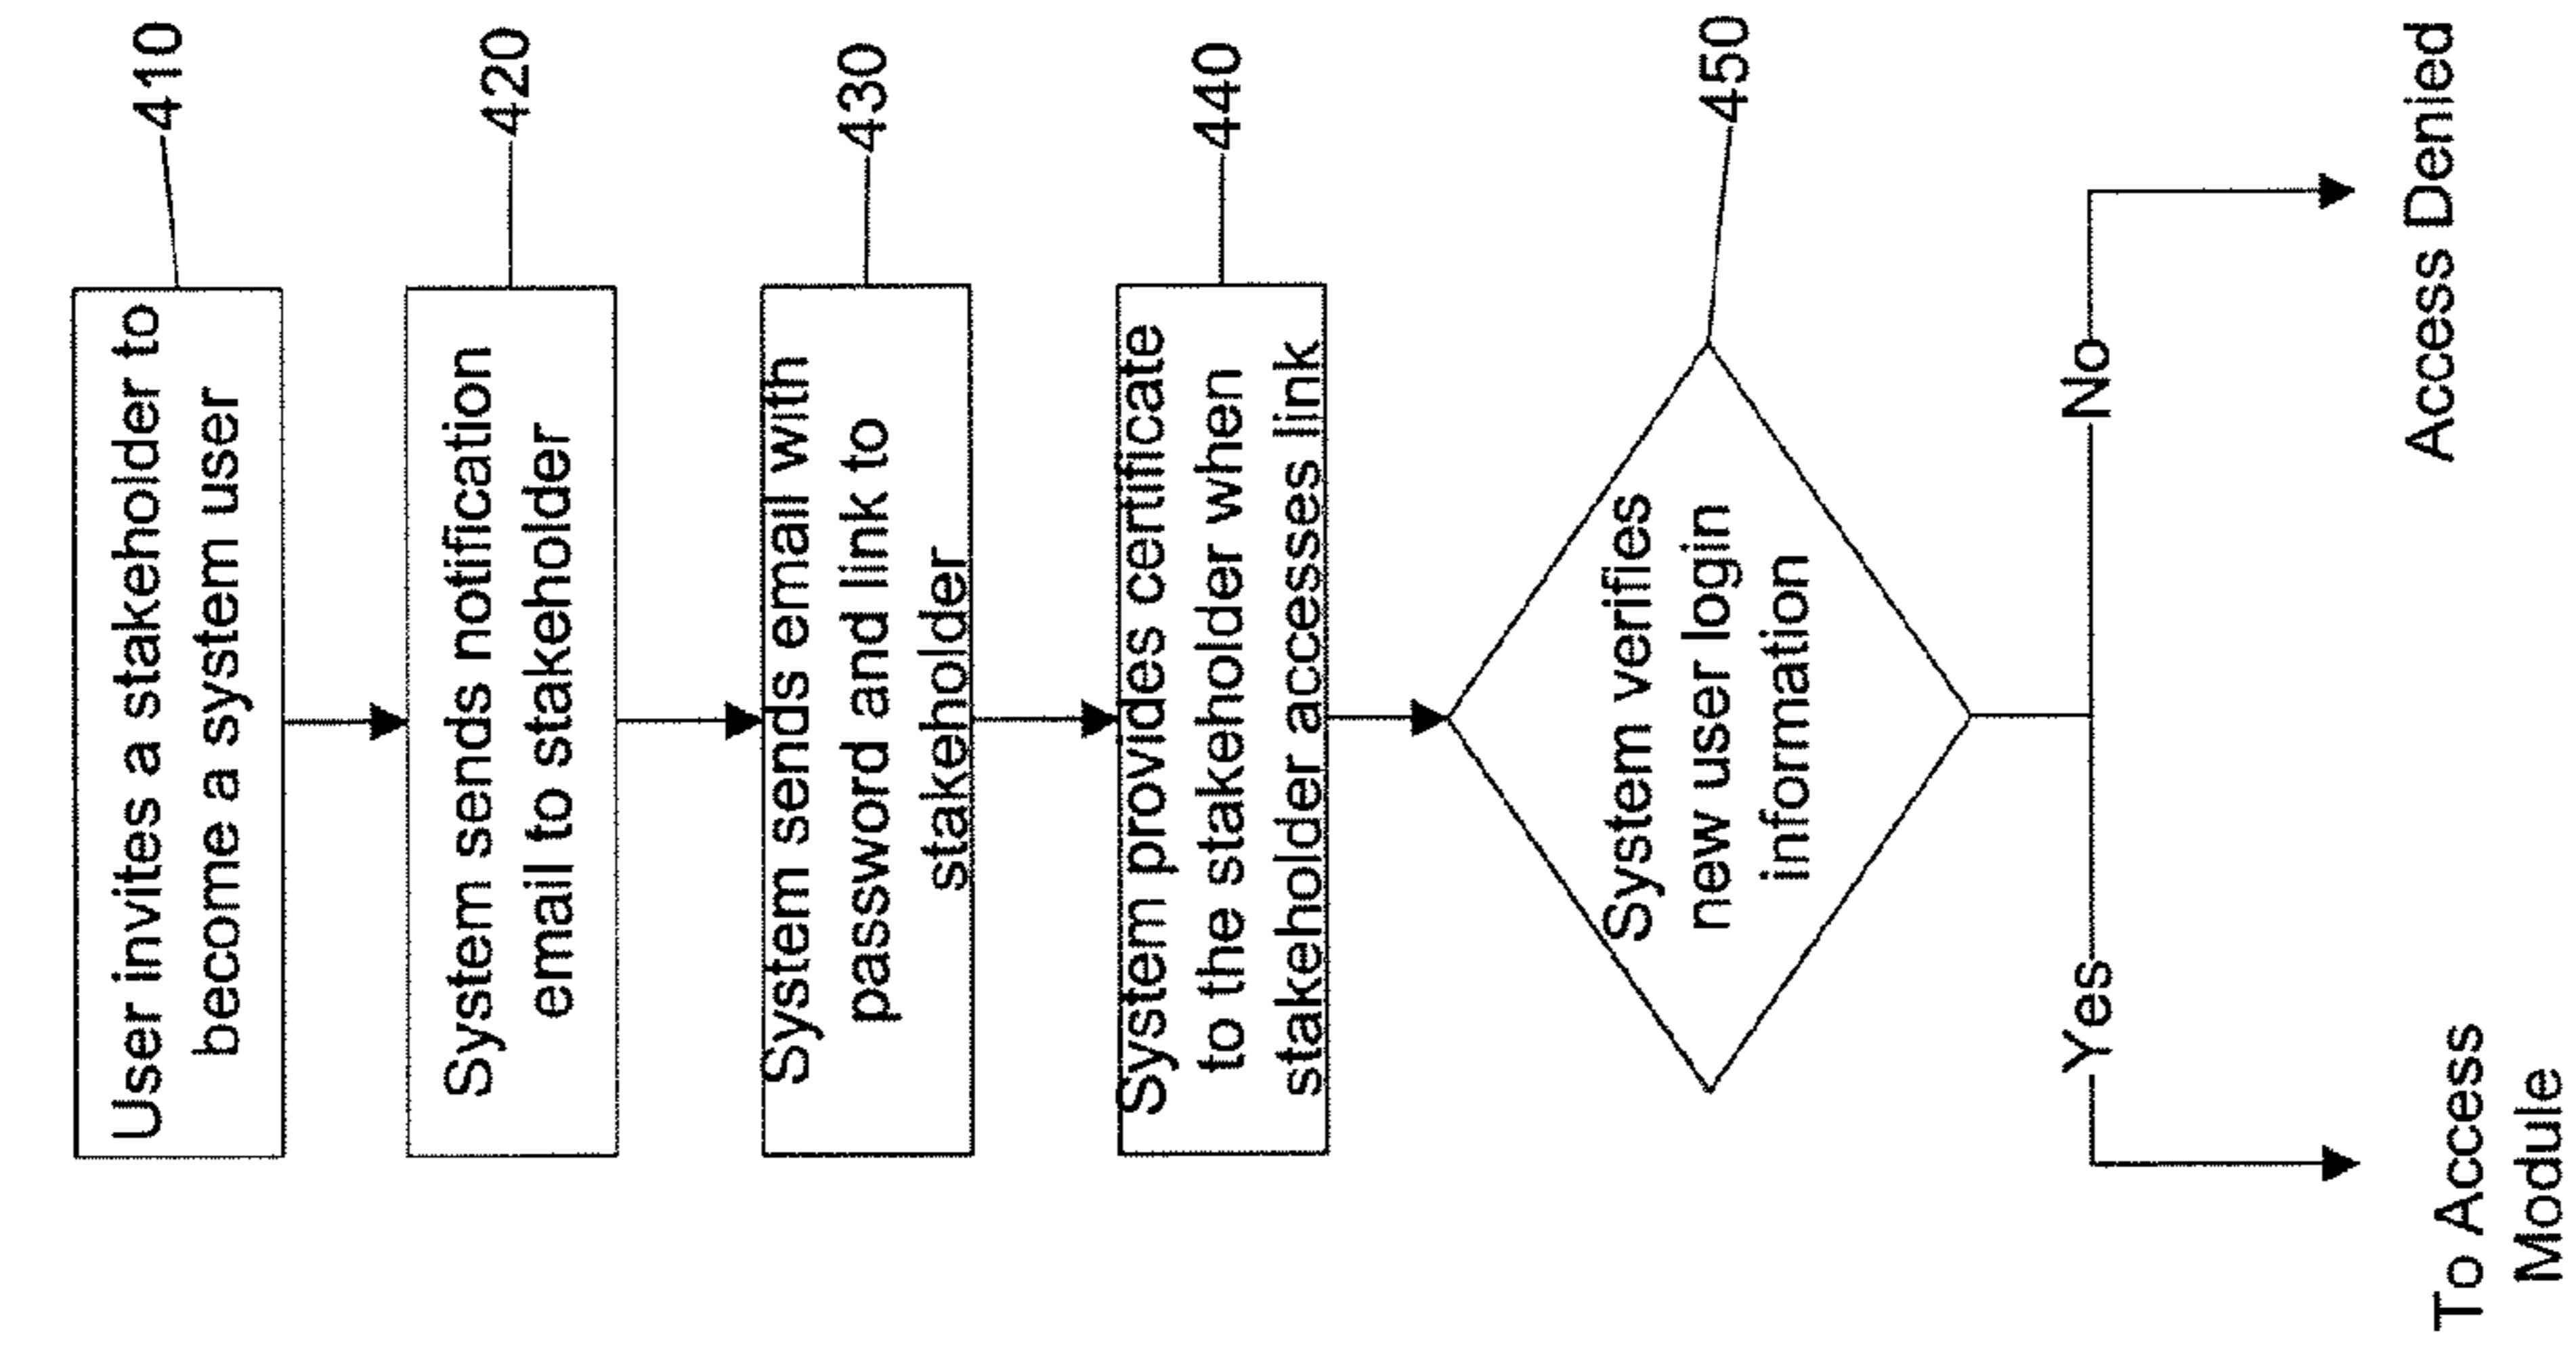 User invites a stakeholder to
become a system user
410
System sends notification
email to stakeholder
420
System sends email with
password and link to
stakeholder
430
System provides certificate
to the stakeholder when
stakeholder accesses link
440
System verifies
new user login
information
450
Yes
No
To Access
Module
Access Denied